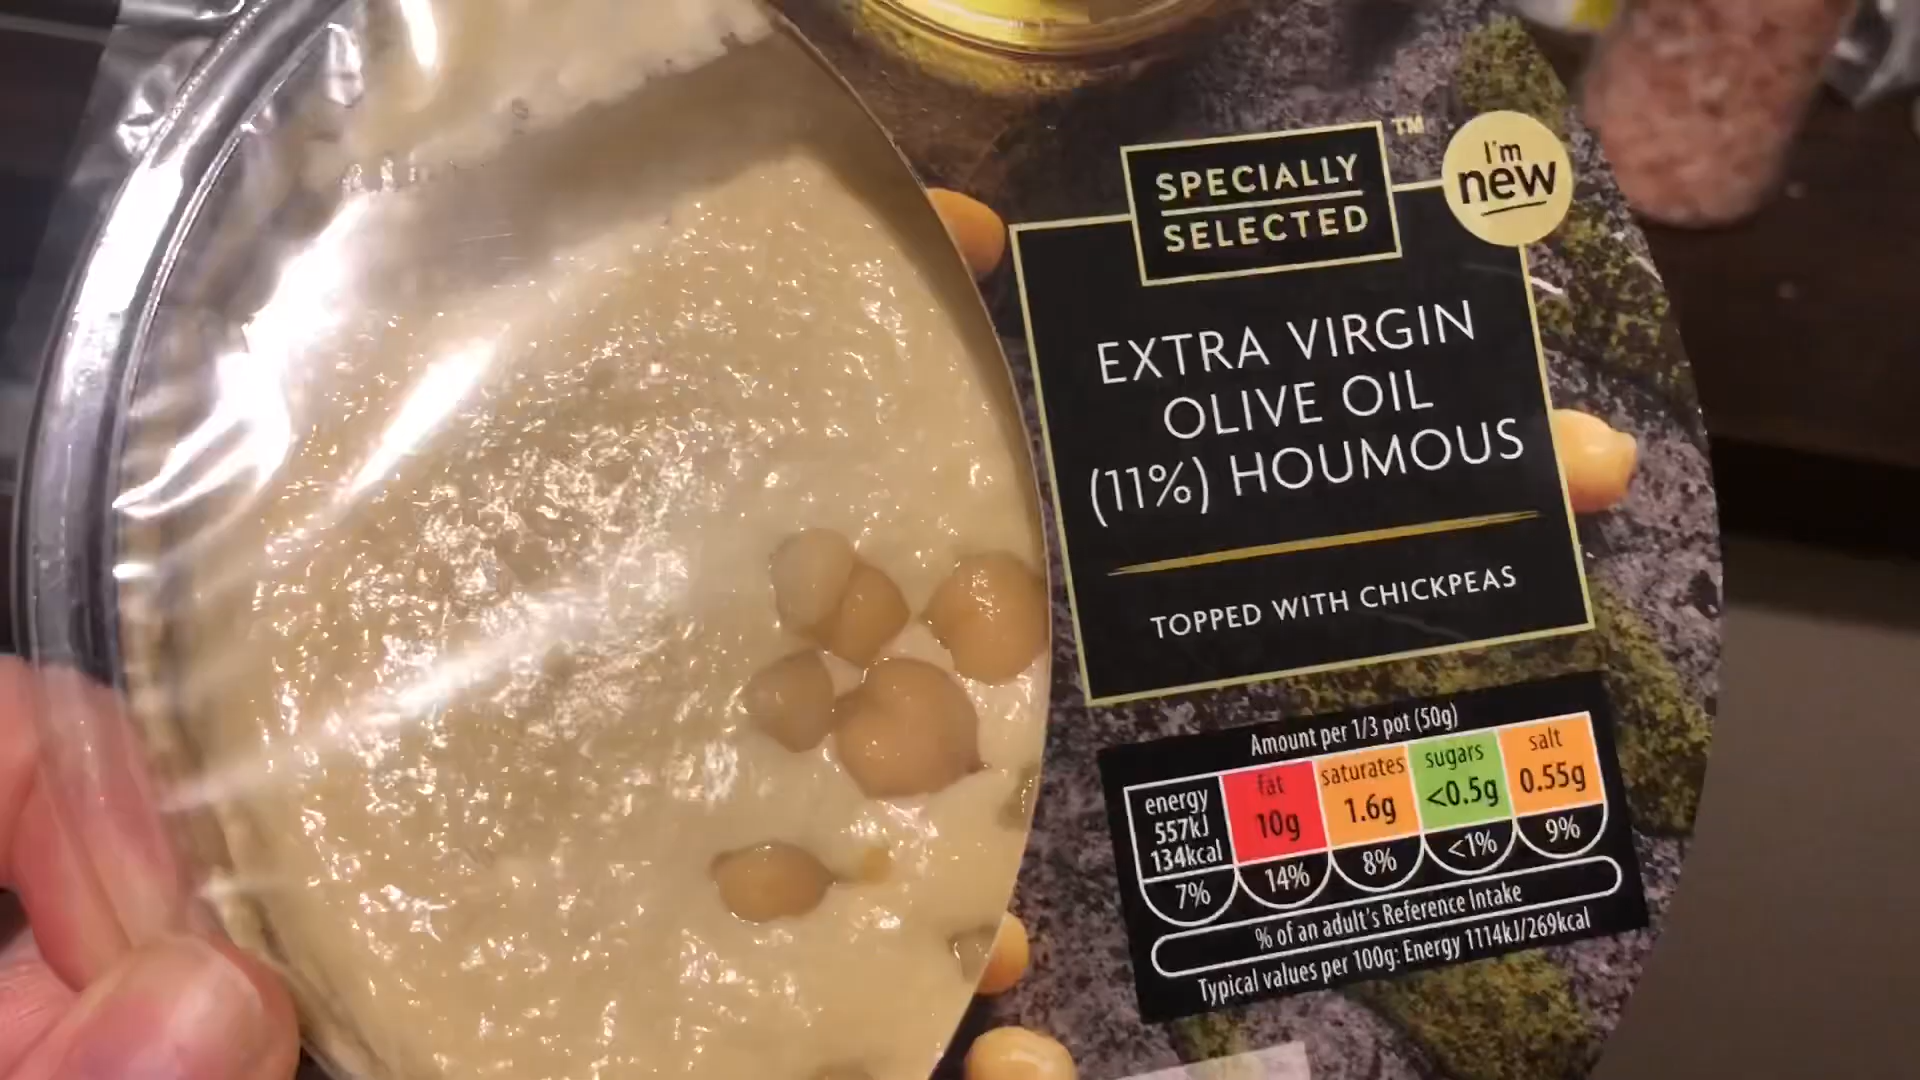 SPECIALLY
SELECTED
TM
I'm
new
EXTRA VIRGIN
OLIVE OIL
(11%) HOUMOUS
TOPPED WITH CHICKPEAS
Amount per 1/3 pot (50g)
energy
557kJ
134kcal
7%
fat
10g
14%
saturates
1.6g
8%
sugars
<0.5g
<1%
salt
0.55g
9%
% of an adult's Reference Intake
Typical values per 100g: Energy 1114kJ/269kcal